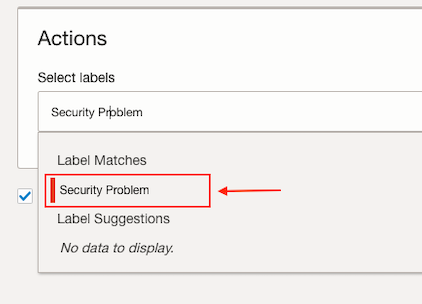 Actions
Select labels
Security Problem
Label Matches
Security Problem
Label Suggestions
No data to display.